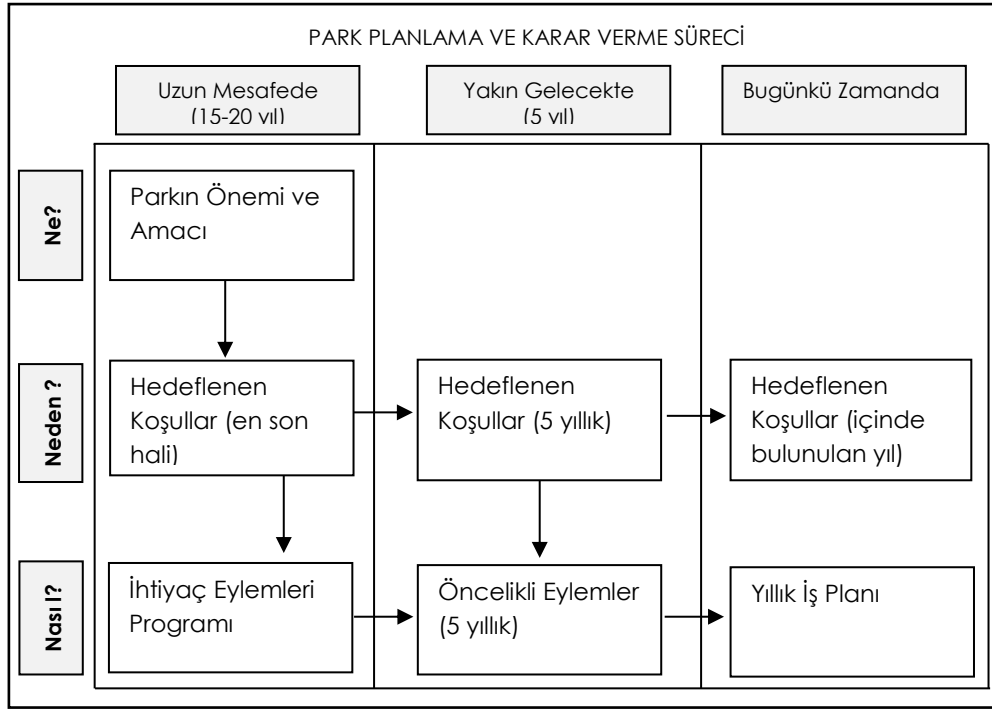 PARK PLANLAMA VE KARAR VERME SÜRECİ
Uzun Mesafede
(15-20 yıl)
Yakın Gelecekte
(5 yıl)
Bugünkü Zamanda
Ne?
Parkın Önemi ve
Amacı
Neden ?
Hedeflenen
Koşullar (en son
hali)
Hedeflenen
Koşullar (5 yıllık)
Hedeflenen
Koşullar (içinde
bulunulan yıl)
Nası l?
İhtiyaç Eylemleri
Programı
Öncelikli Eylemler
(5 yıllık)
Yıllık İş Planı